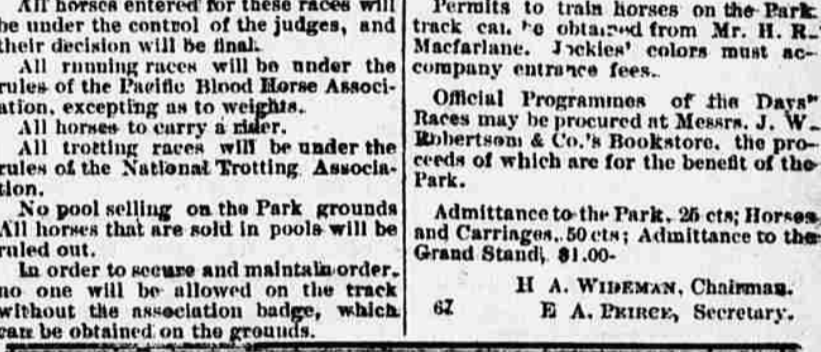 All horses entered for these races will
be under the control of the judges, and
their decision will be final.
All running races will be under the
rules of the Pacific Blood Horse Associ-
ation, excepting as to weights.
All horses to carry a rider.
All trotting races will be under the
rules of the National Trotting Associa-
tion.
No pool selling on the Park grounds
All horses that are sold in pools will be
ruled out.
In order to secure and maintain order,
no one will be allowed on the track
without the association badge, which
can be obtained on the grounds.
Permits to train horses on the Park
track can be obtained from Mr. H. R.
Macfarlane. Jockies' colors must ac-
company entrance fees.
Official Programmes of the Days'
Races may be procured at Messrs. J. W.
Robertson & Co.'s Bookstore, the pro-
ceeds of which are for the benefit of the
Park.
Admittance to the Park, 25 cts; Horses
and Carriages, 50 cts; Admittance to the
Grand Stand, $1.00-
H A. WIDEMAN, Chairman.
67 E A. PEIRCE, Secretary.